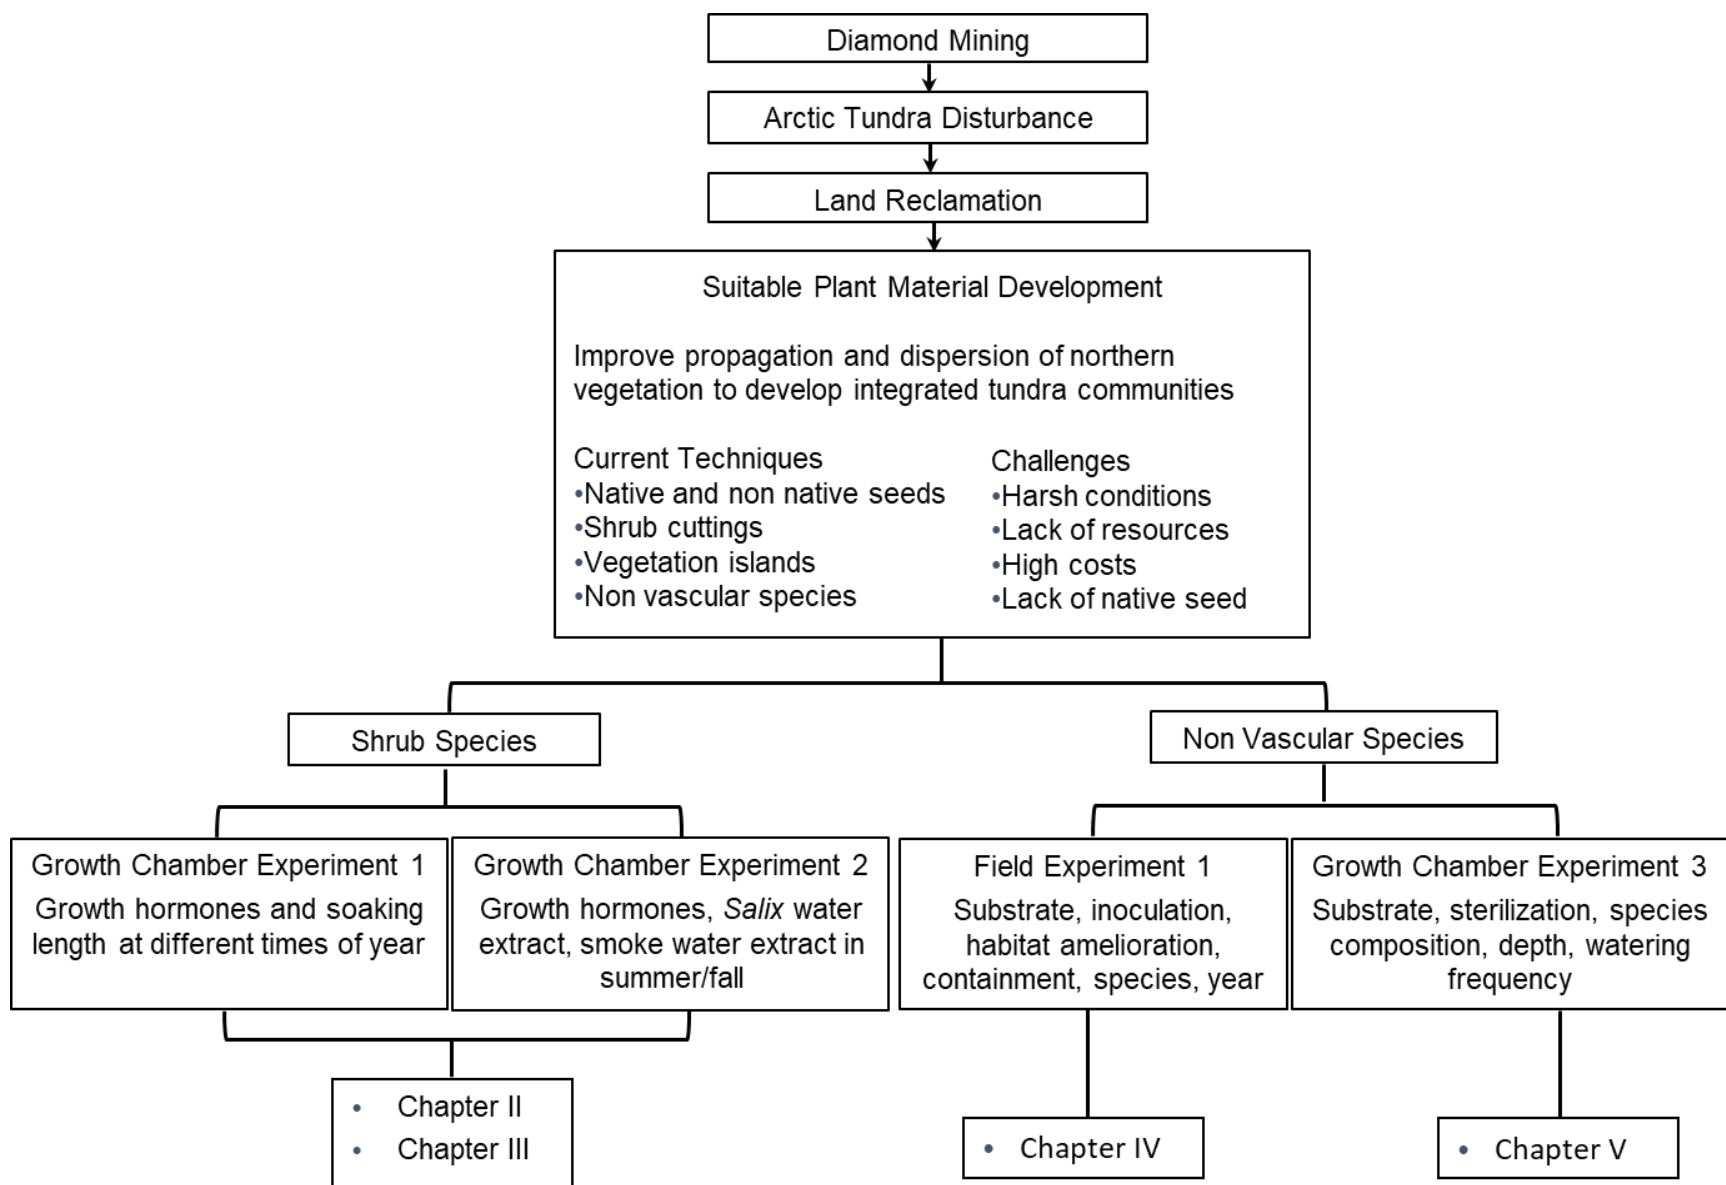 Diamond Mining
Arctic Tundra Disturbance
Land Reclamation
Suitable Plant Material Development
Improve propagation and dispersion of northern
vegetation to develop integrated tundra communities
Current Techniques
•Native and non native seeds
•Shrub cuttings
•Vegetation islands
•Non vascular species
Challenges
•Harsh conditions
•Lack of resources
•High costs
•Lack of native seed
Shrub Species
Non Vascular Species
Growth Chamber Experiment 1
Growth hormones and soaking
length at different times of year
Growth Chamber Experiment 2
Growth hormones, Salix water
extract, smoke water extract in
summer/fall
Field Experiment 1
Substrate, inoculation,
habitat amelioration,
containment, species, year
Growth Chamber Experiment 3
Substrate, sterilization, species
composition, depth, watering
frequency
• Chapter II
• Chapter III
• Chapter IV
• Chapter V